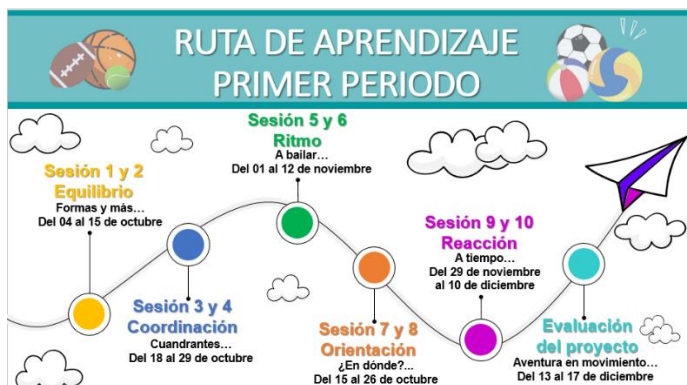 RUTA DE APRENDIZAJE
PRIMER PERIODO
Sesión 1 y 2
Equilibrio
Formas y más…
Del 04 al 15 de octubre
Sesión 3 y 4
Coordinación
Cuandrantes…
Del 18 al 29 de octubre
Sesión 5 y 6
Ritmo
A bailar…
Del 01 al 12 de noviembre
Sesión 7 y 8
Orientación
¿En dónde?...
Del 15 al 26 de octubre
Sesión 9 y 10
Reacción
A tiempo…
Del 29 de noviembre
al 10 de diciembre
Evaluación
del proyecto
Aventura en movimiento…
Del 13 al 17 de diciembre